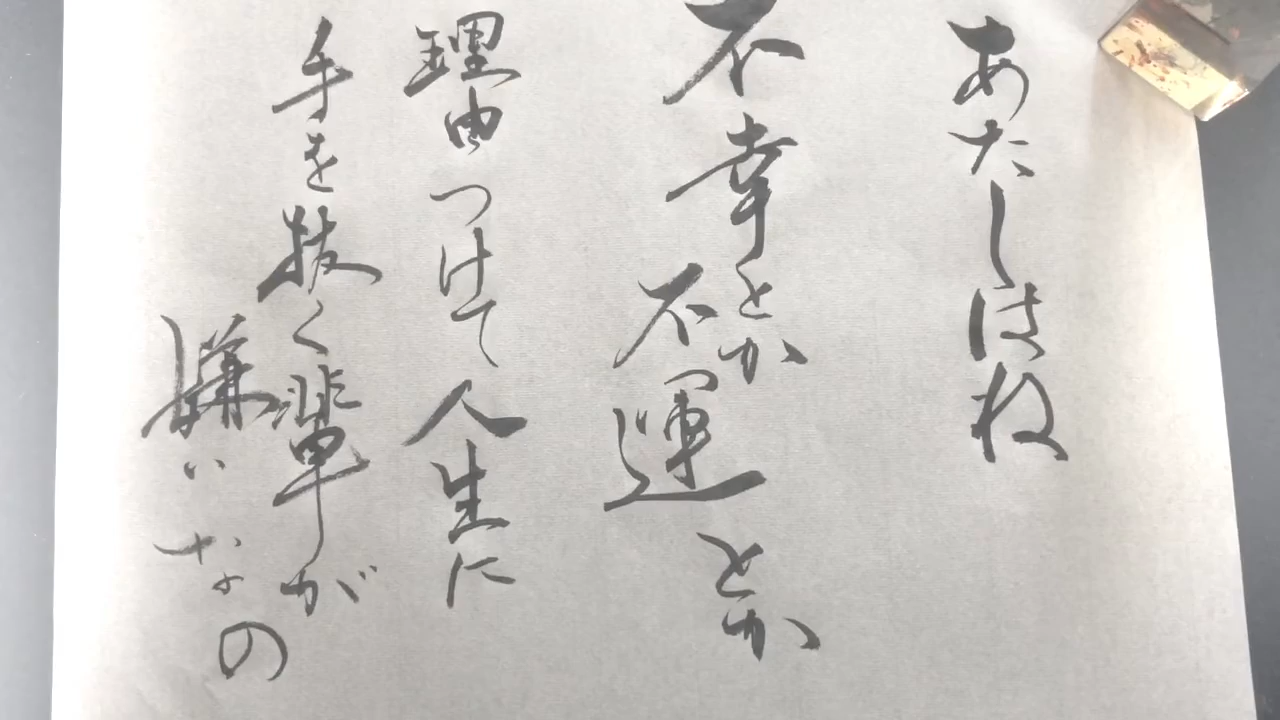 あたしはね
不幸とか
不運とか
理由つけて人生に
手を抜く輩が
嫌いなの